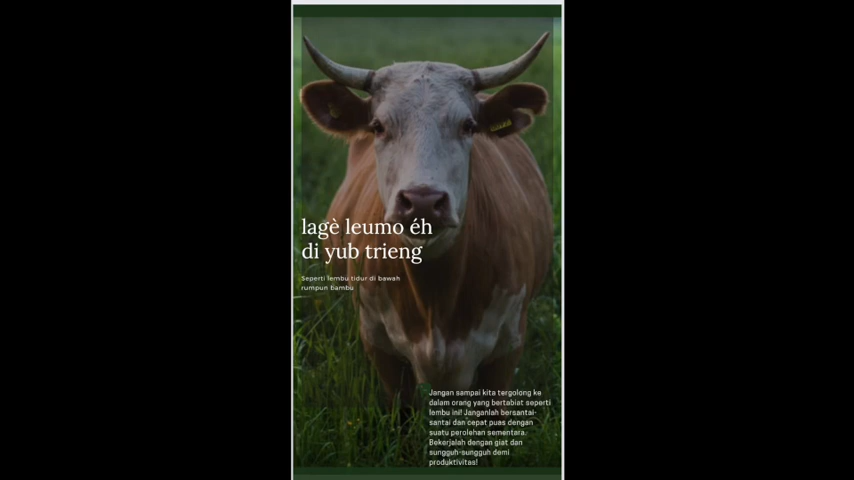 lagè leumo éh
di yub trieng
Seperti lembu tidur di bawah
rumpun bambu
Jangan sampai kita tergolong ke
dalam orang yang bertabiat seperti
lembu ini! Janganlah bersantai-
santai dan cepat puas dengan
suatu perolehan sementara.
Bekerjalah dengan giat dan
sungguh-sungguh demi
produktivitas!